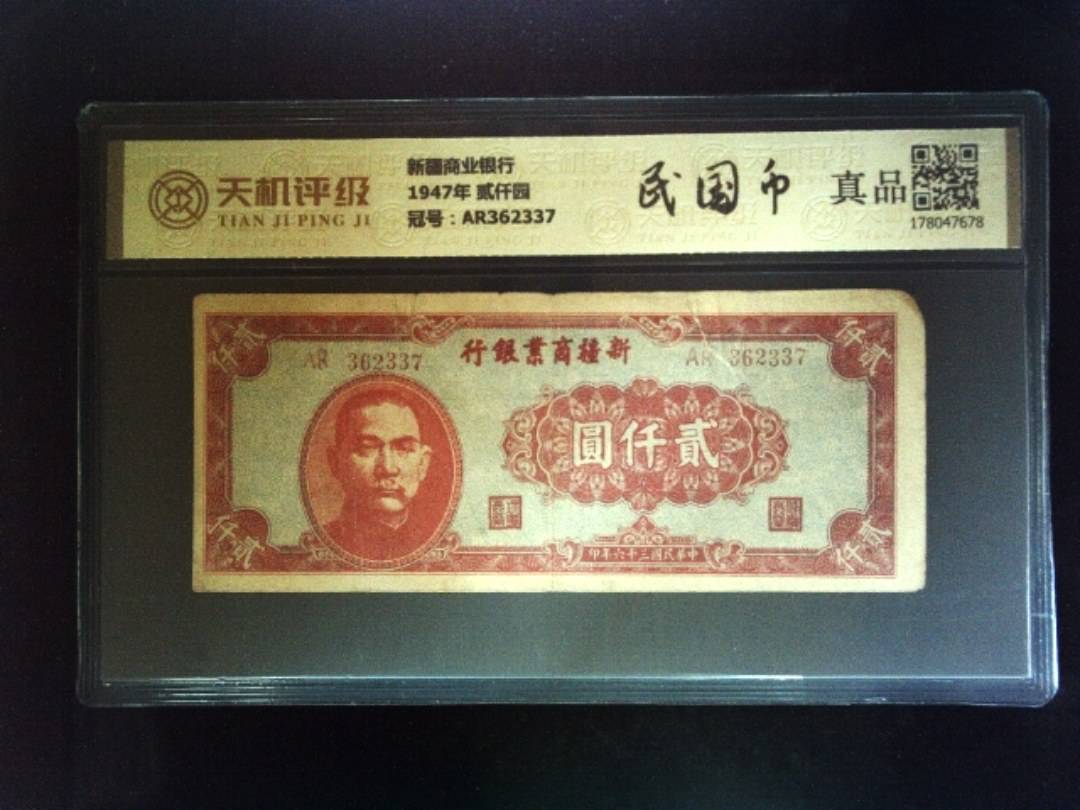 天机评级
TIAN JI PING JI
新疆商业银行
1947年 贰仟园
冠号：AR362337
民国币
真品
178047678
行銀業商疆新
AR 362337
AR 362337
圓仟貳
仟貳
仟貳
仟貳
仟貳
印年六十三國民華中